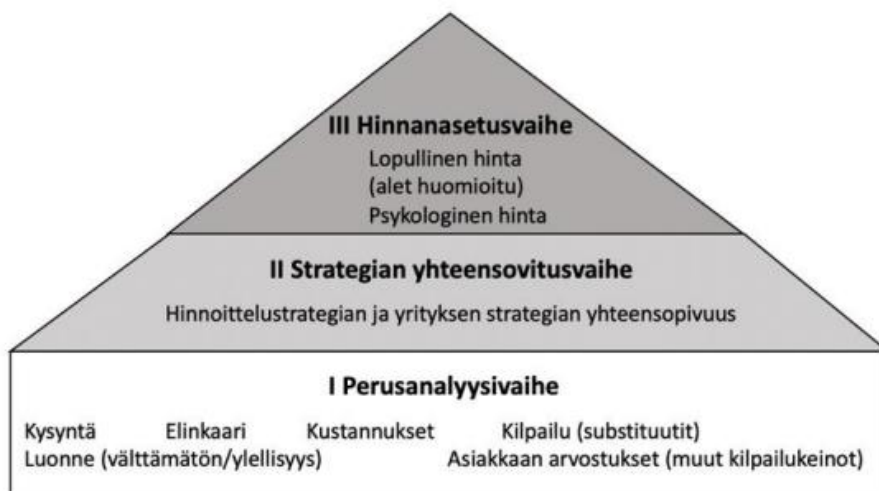 III Hinnanasetusvaihe
Lopullinen hinta
(alet huomioitu)
Psykologinen hinta
II Strategian yhteensovitusvaihe
Hinnoittelustrategian ja yrityksen strategian yhteensopivuus
I Perusanalyysivaihe
Kysyntä Elinkaari Kustannukset Kilpailu (substituutit)
Luonne (välttämätön/ylellisyys) Asiakkaan arvostukset (muut kilpailukeinot)